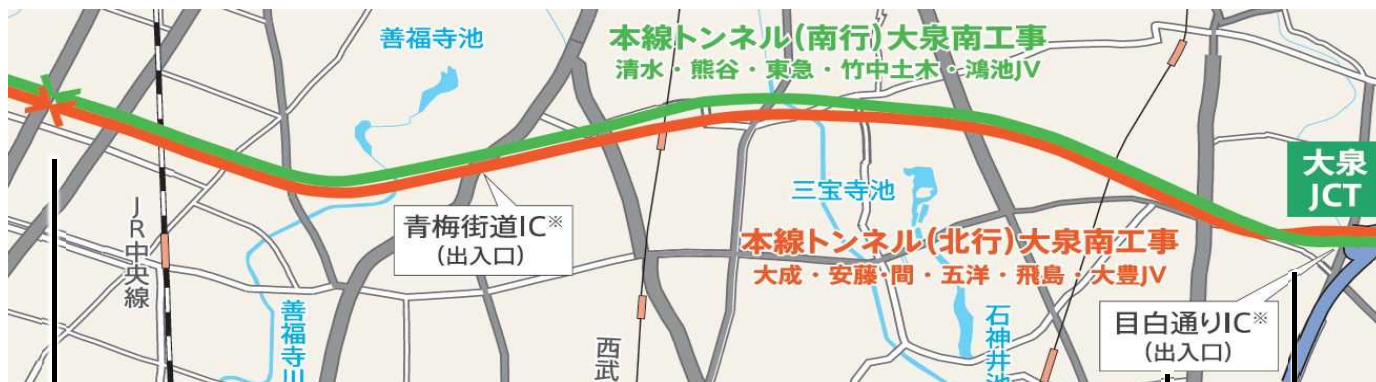 善福寺池
本線トンネル(南行)大泉南工事
清水・熊谷・東急・竹中土木・鴻池JV
大泉
JCT
三宝寺池
青梅街道IC※
(出入口)
JR中央線
本線トンネル(北行)大泉南工事
大成・安藤・間・五洋・飛島・大豊JV
善福寺川
西武
石神井池
目白通りIC※
(出入口)